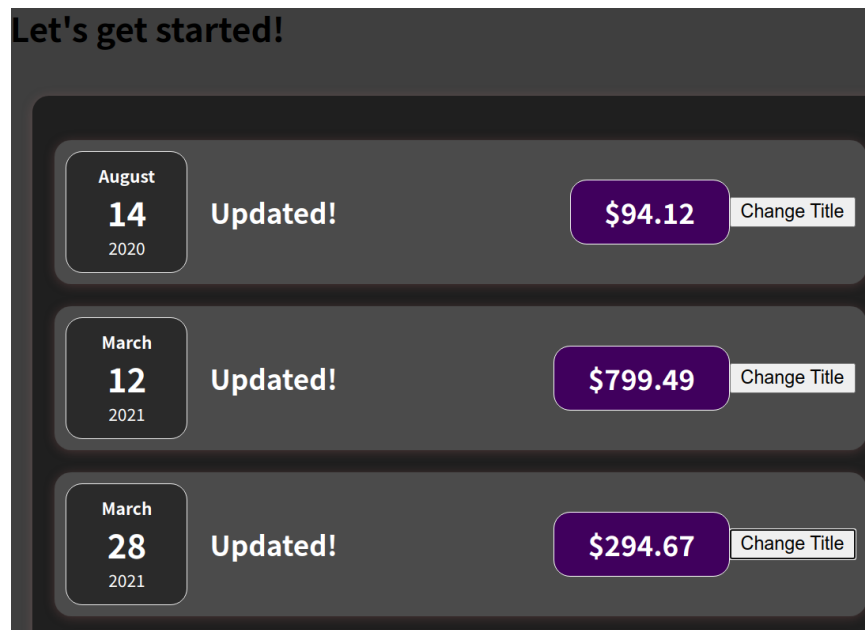 Let's get started!
August
14
2020
Updated!
$94.12
Change Title
March
12
2021
Updated!
$799.49
Change Title
March
28
2021
Updated!
$294.67
Change Title